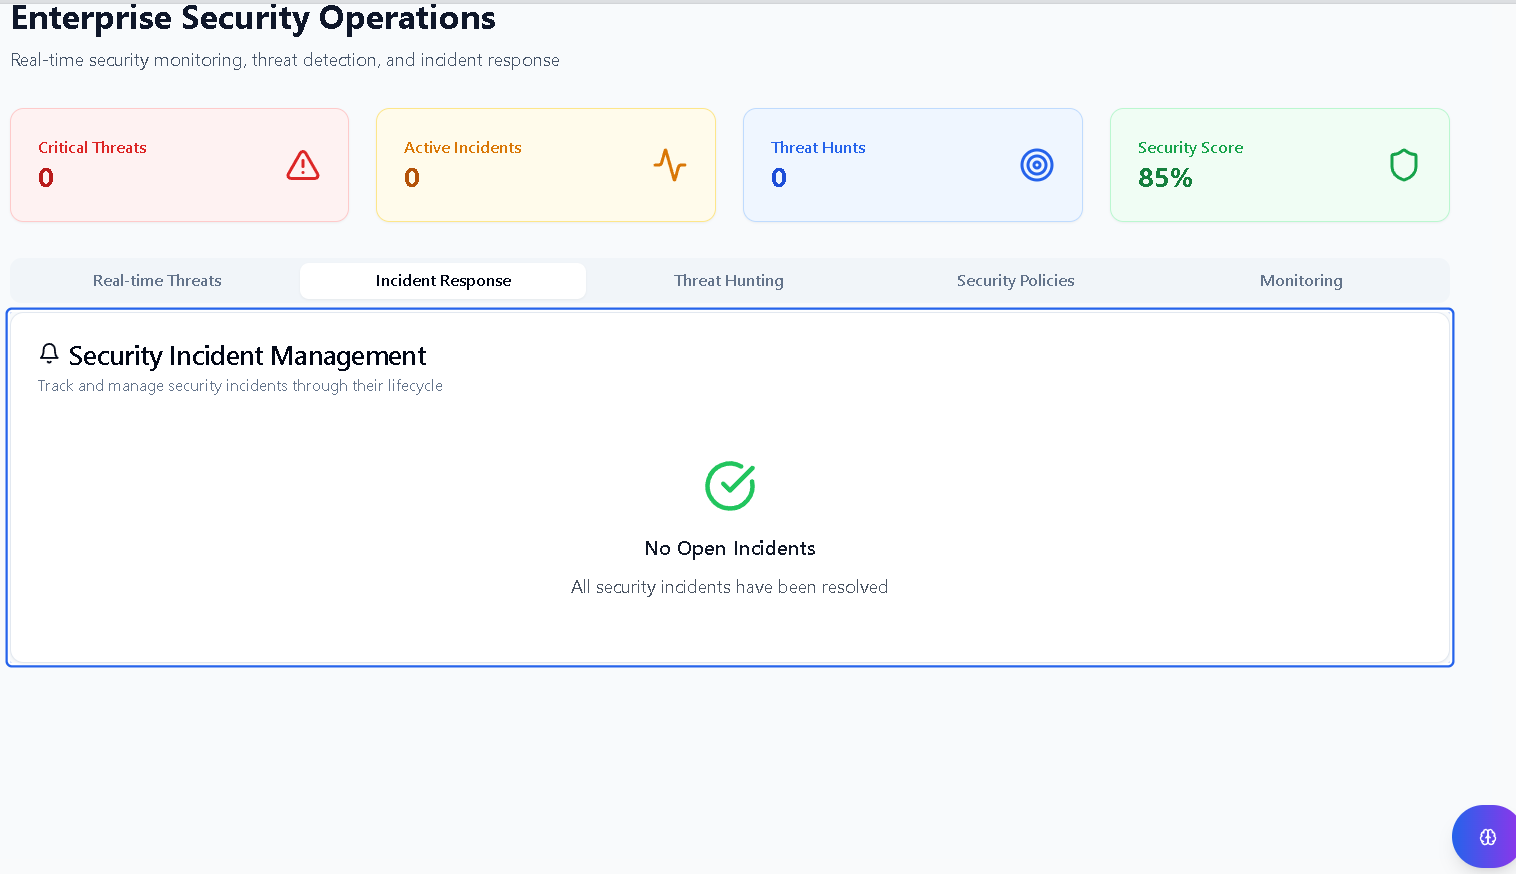 Enterprise Security Operations
Real-time security monitoring, threat detection, and incident response
Critical Threats
0
Active Incidents
0
Threat Hunts
0
Security Score
85%
Real-time Threats
Incident Response
Threat Hunting
Security Policies
Monitoring
Security Incident Management
Track and manage security incidents through their lifecycle
No Open Incidents
All security incidents have been resolved